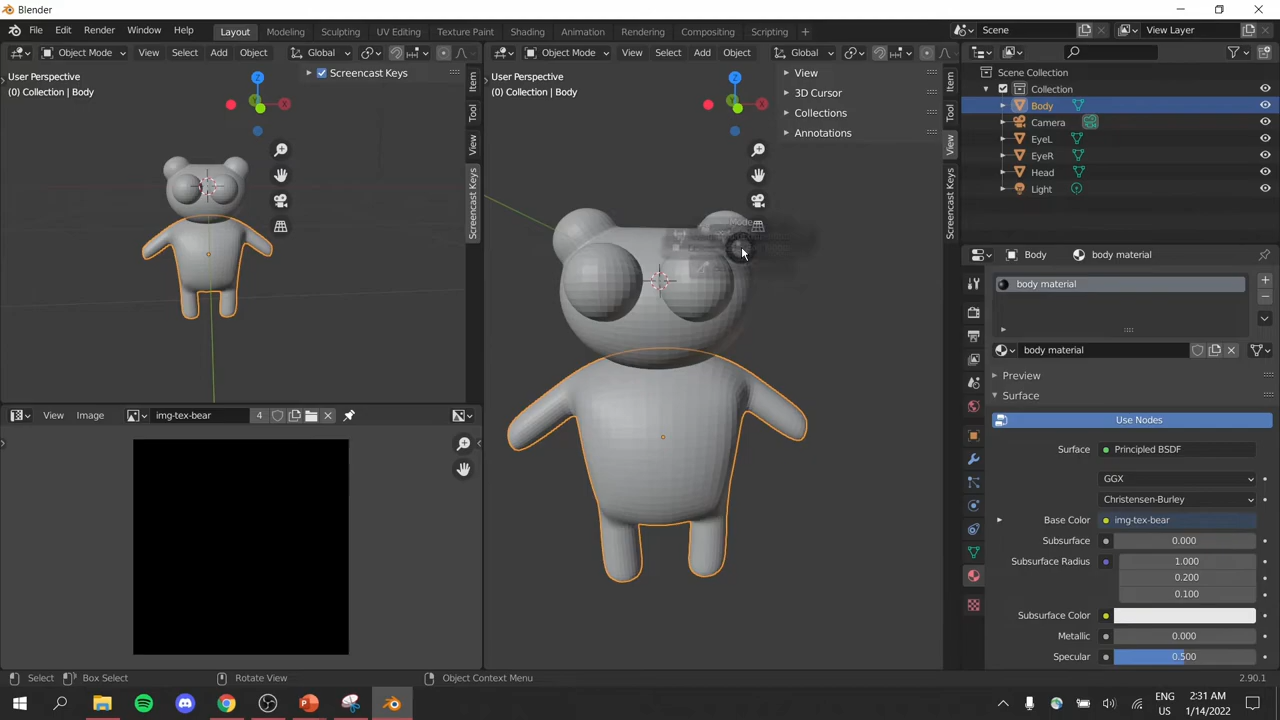 Blender
File Edit Render Window Help
Layout Modeling Sculpting UV Editing Texture Paint Shading Animation Rendering Compositing Scripting +
Scene
View Layer
Object Mode View Select Add Object Global
Object Mode View Select Add Object Global
User Perspective
(0) Collection | Body
Screencast Keys
Item
Tool
View
Screencast Keys
X
Y
Z
User Perspective
(0) Collection | Body
View
3D Cursor
Collections
Annotations
Item
Tool
View
Screencast Keys
X
Y
Z
Mode
Scene Collection
Collection
Body
Camera
EyeL
EyeR
Head
Light
Body body material
body material
body material
Preview
Surface
Use Nodes
Surface Principled BSDF
GGX
Christensen-Burley
Base Color img-tex-bear
Subsurface 0.000
Subsurface Radius 1.000
0.200
0.100
Subsurface Color
Metallic 0.000
Specular 0.500
View Image img-tex-bear 4
Select Box Select Rotate View Object Context Menu 2.90.1
ENG
US
2:31 AM
1/14/2022